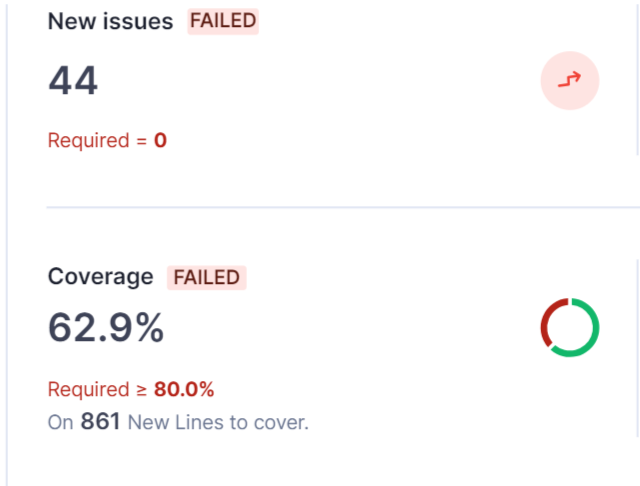 New issues FAILED
44
Required = 0
Coverage FAILED
62.9%
Required ≥ 80.0%
On 861 New Lines to cover.